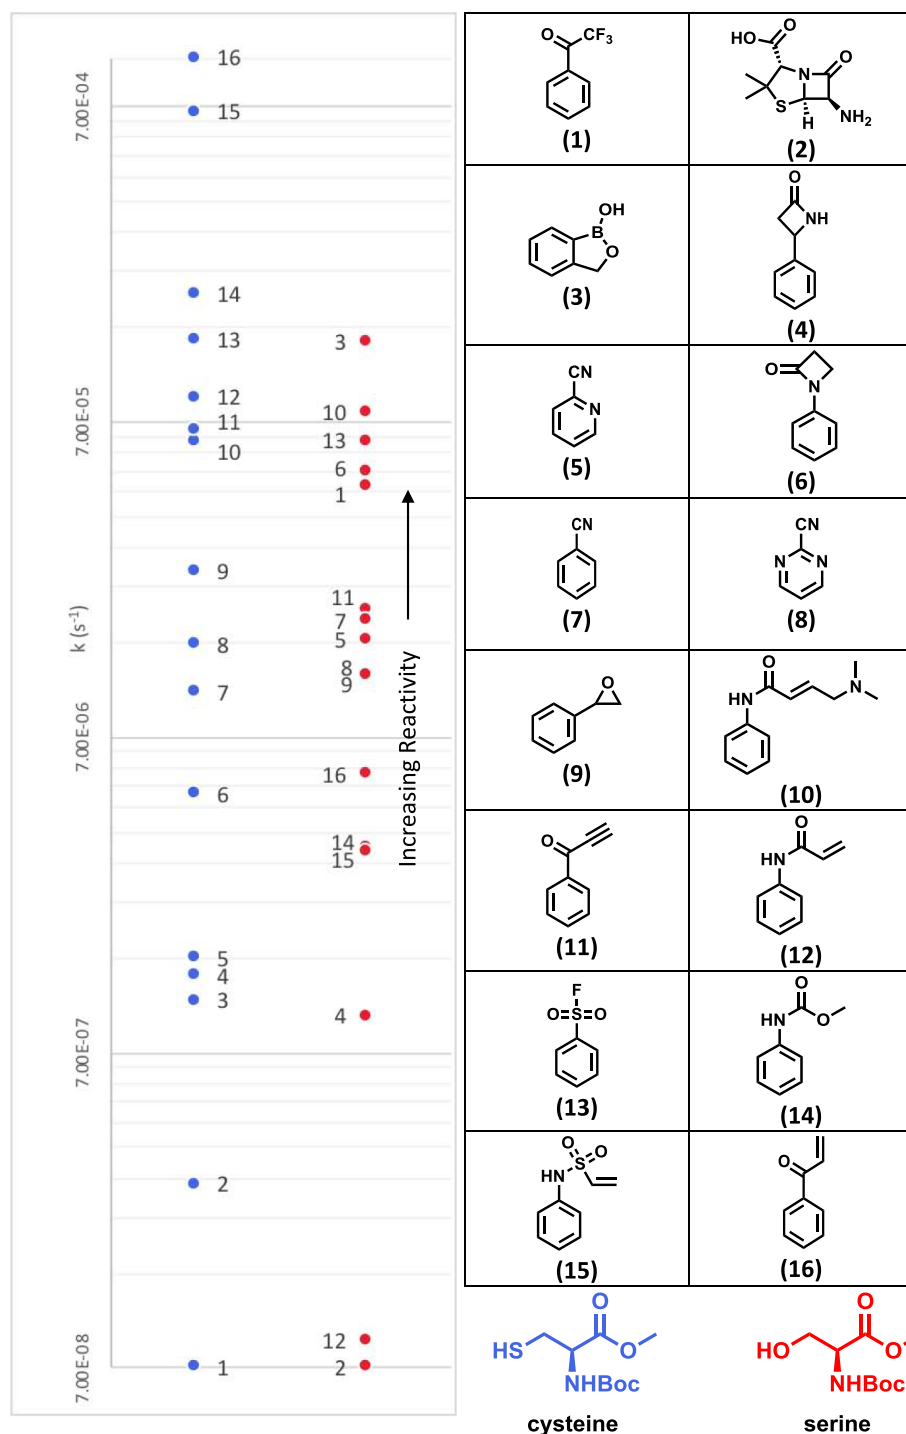 k (s⁻¹)
7.00E-04
7.00E-05
7.00E-06
7.00E-07
7.00E-08
16
15
14
13
12
11
10
9
8
7
6
5
4
3
2
1
3
10
13
6
1
11
7
5
8
9
16
14
15
4
12
2
Increasing Reactivity
O
CF₃
(1)
HO
O
N
O
S
H
NH₂
(2)
OH
B
O
(3)
O
NH
(4)
CN
N
(5)
O
N
(6)
CN
(7)
CN
N
N
(8)
O
(9)
O
HN
N
(10)
O
(11)
O
HN
(12)
F
O=S=O
(13)
O
HN
O
(14)
O
S
O
HN
(15)
O
(16)
O
HS
O
NHBoc
cysteine
O
HO
O
NHBoc
serine